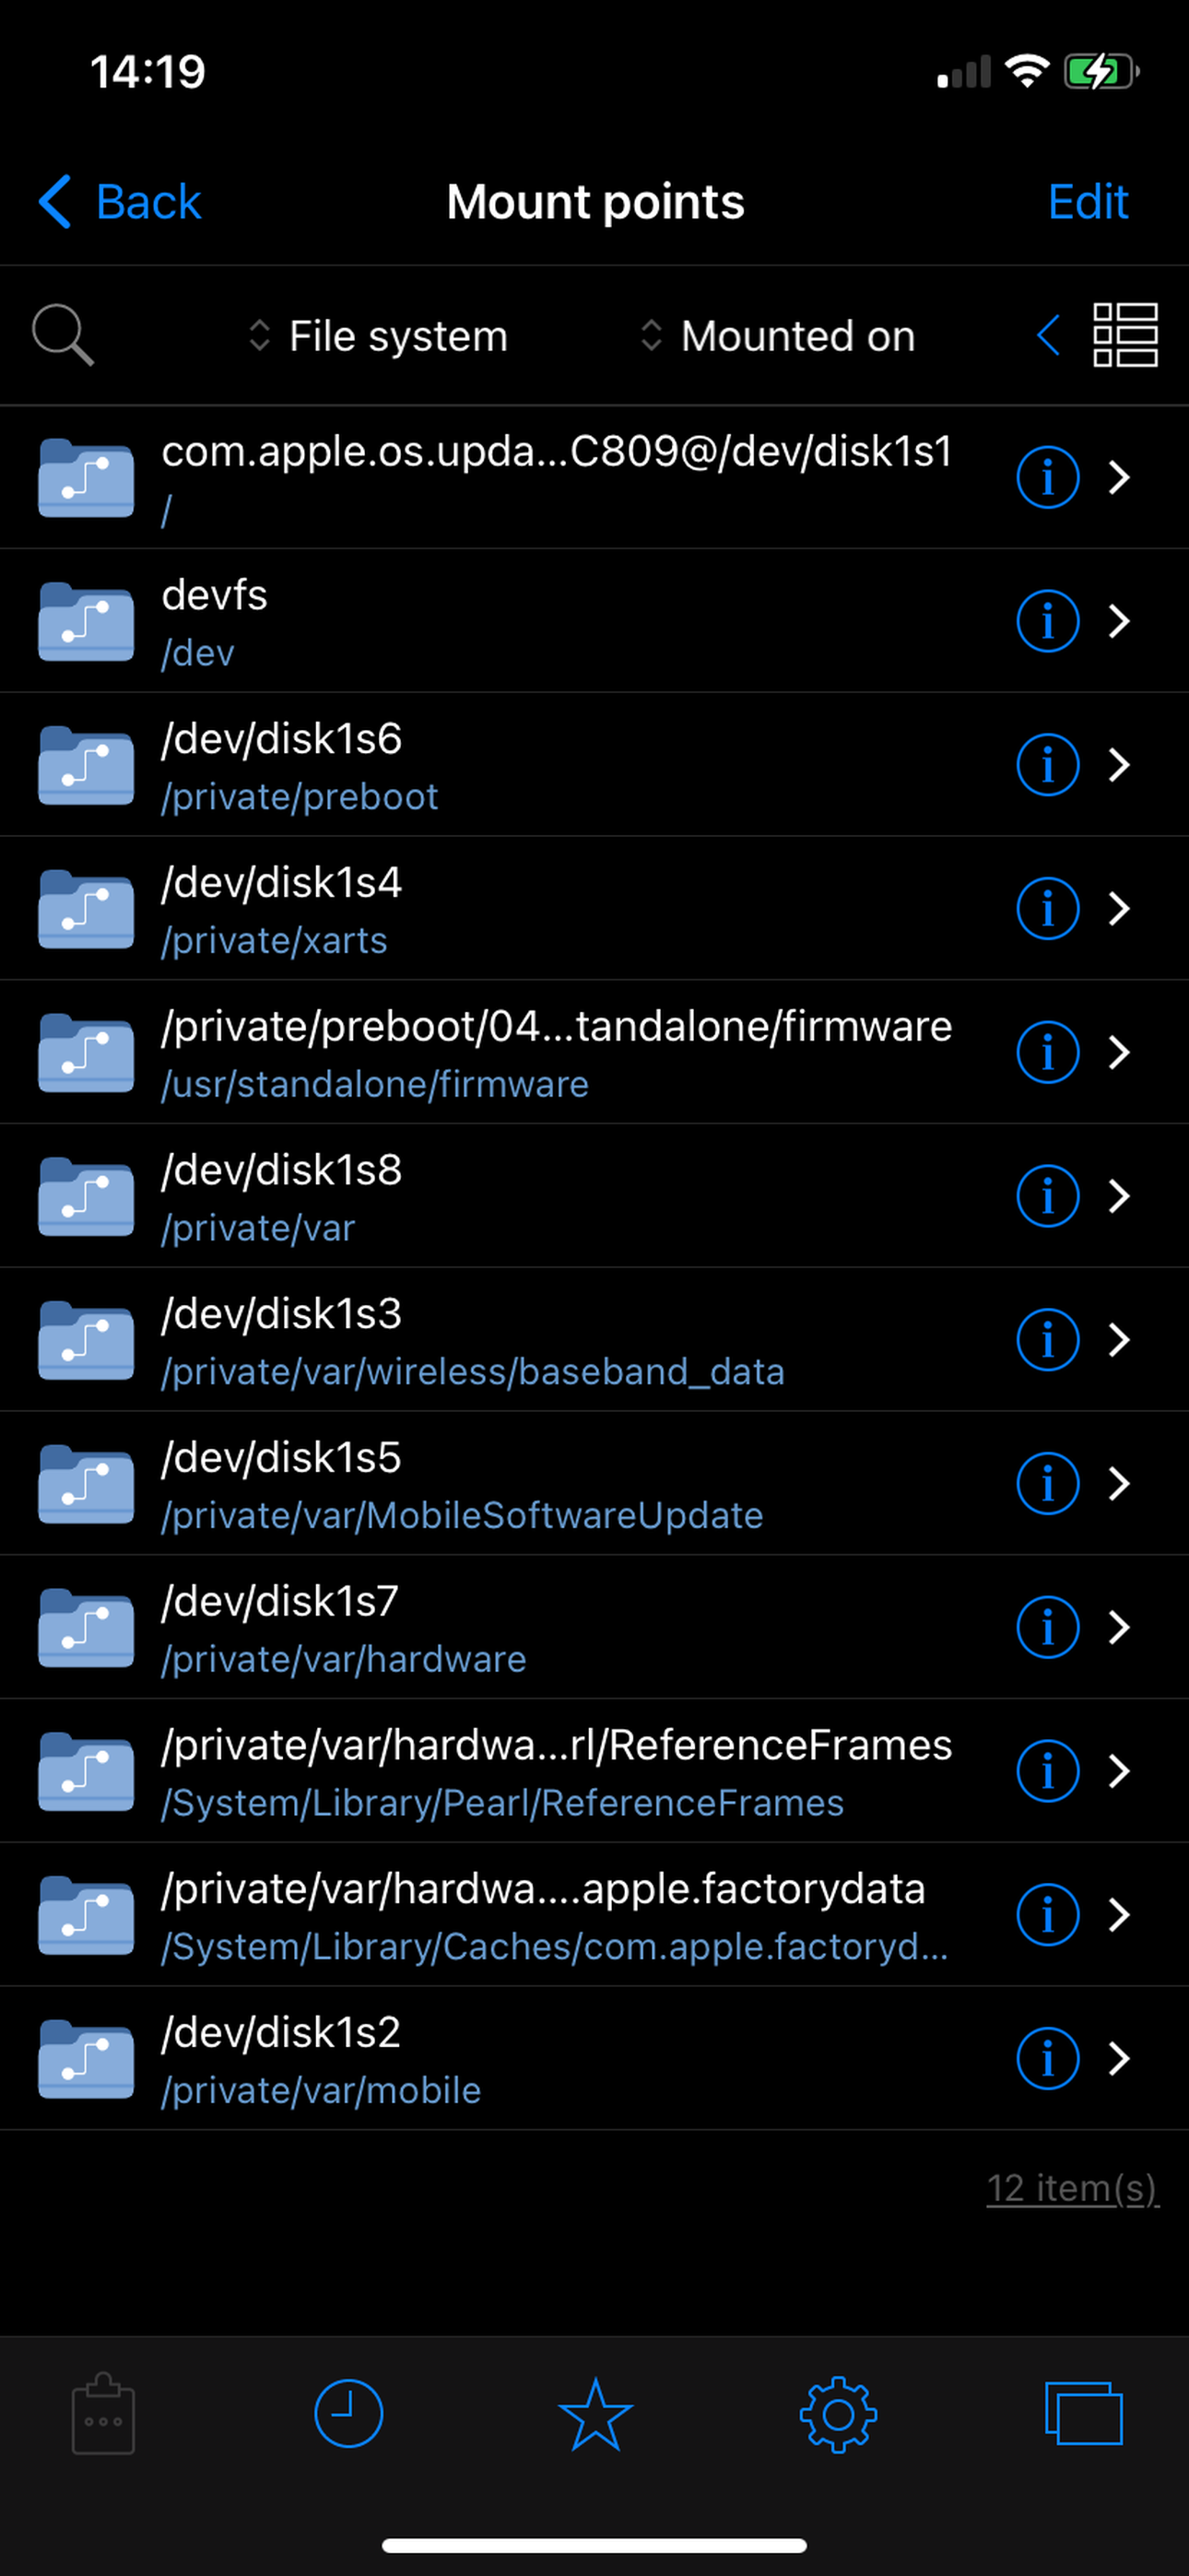 14:19
Back
Mount points
Edit
File system
Mounted on
com.apple.os.upda...C809@/dev/disk1s1
/
devfs
/dev
/dev/disk1s6
/private/preboot
/dev/disk1s4
/private/xarts
/private/preboot/04...tandalone/firmware
/usr/standalone/firmware
/dev/disk1s8
/private/var
/dev/disk1s3
/private/var/wireless/baseband_data
/dev/disk1s5
/private/var/MobileSoftwareUpdate
/dev/disk1s7
/private/var/hardware
/private/var/hardwa...rl/ReferenceFrames
/System/Library/Pearl/ReferenceFrames
/private/var/hardwa....apple.factorydata
/System/Library/Caches/com.apple.factoryd...
/dev/disk1s2
/private/var/mobile
12 item(s)